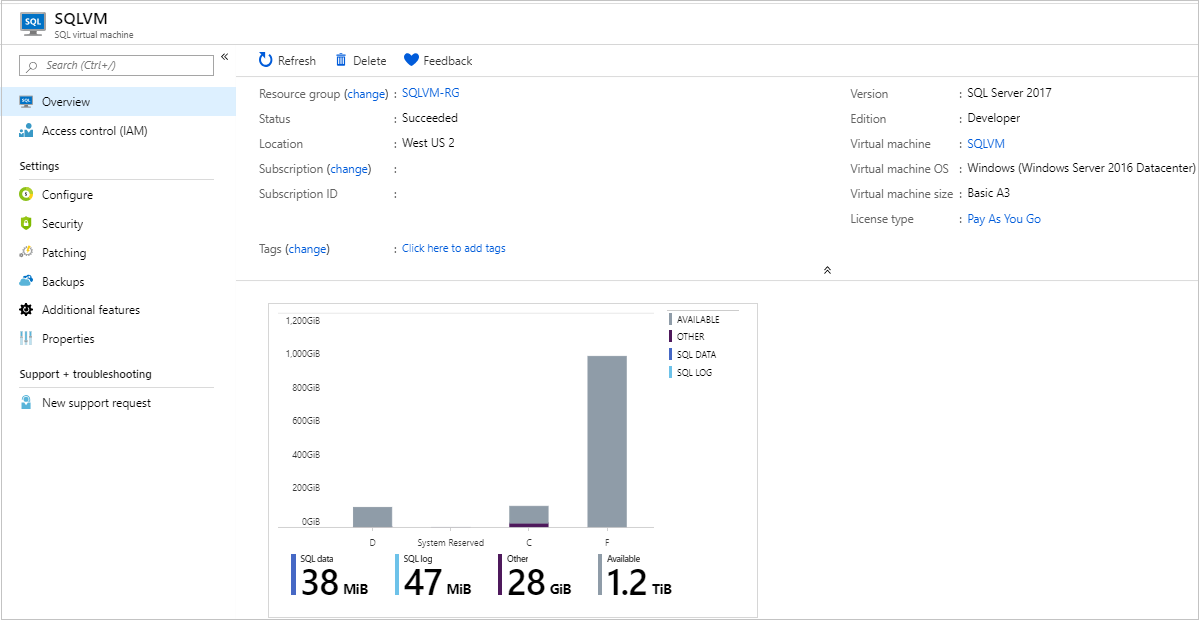 SQL
SQLVM
SQL virtual machine
Search (Ctrl+/)
«
Overview
Access control (IAM)
Settings
Configure
Security
Patching
Backups
Additional features
Properties
Support + troubleshooting
New support request
Refresh
Delete
Feedback
Resource group (change) : SQLVM-RG
Status : Succeeded
Location : West US 2
Subscription (change) :
Subscription ID :
Tags (change) : Click here to add tags
Version : SQL Server 2017
Edition : Developer
Virtual machine : SQLVM
Virtual machine OS : Windows (Windows Server 2016 Datacenter)
Virtual machine size : Basic A3
License type : Pay As You Go
1,200GiB
1,000GiB
800GiB
600GiB
400GiB
200GiB
0GiB
D System Reserved C F
AVAILABLE
OTHER
SQL DATA
SQL LOG
SQL data
38 MiB
SQL log
47 MiB
Other
28 GiB
Available
1.2 TiB